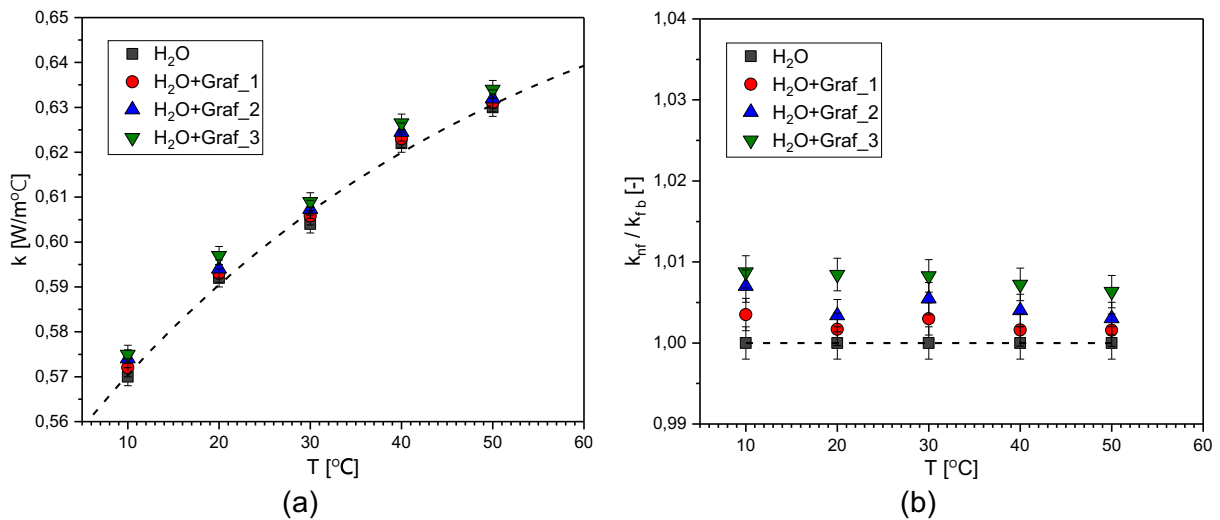 0,65
0,64
0,63
0,62
0,61
0,60
0,59
0,58
0,57
0,56
k [W/m°C]
H₂O
H₂O+Graf_1
H₂O+Graf_2
H₂O+Graf_3
10 20 30 40 50 60
T [°C]
(a)
1,04
1,03
1,02
1,01
1,00
0,99
k_nf / k_fb [-]
H₂O
H₂O+Graf_1
H₂O+Graf_2
H₂O+Graf_3
10 20 30 40 50 60
T [°C]
(b)